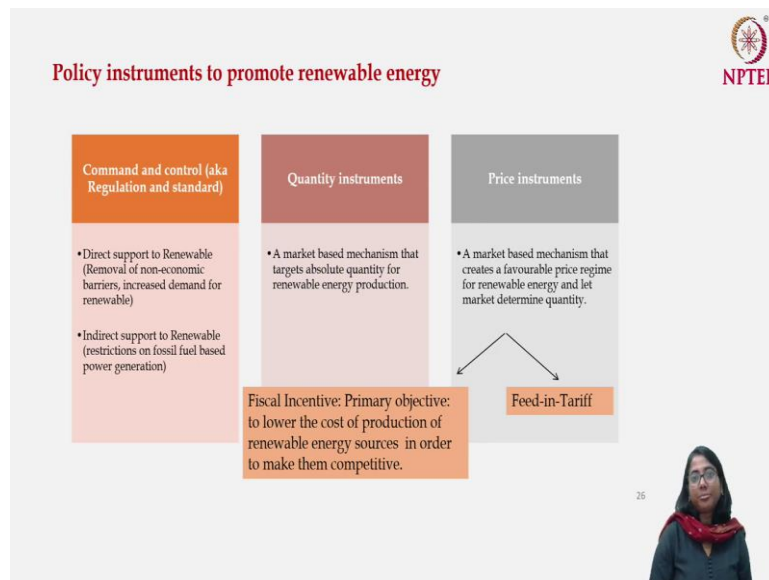 NPTEL
Policy instruments to promote renewable energy
Command and control (aka
Regulation and standard)
•Direct support to Renewable
(Removal of non-economic
barriers, increased demand for
renewable)
•Indirect support to Renewable
(restrictions on fossil fuel based
power generation)
Quantity instruments
•A market based mechanism that
targets absolute quantity for
renewable energy production.
Price instruments
•A market based mechanism that
creates a favourable price regime
for renewable energy and let
market determine quantity.
Fiscal Incentive: Primary objective:
to lower the cost of production of
renewable energy sources in order
to make them competitive.
Feed-in-Tariff
26